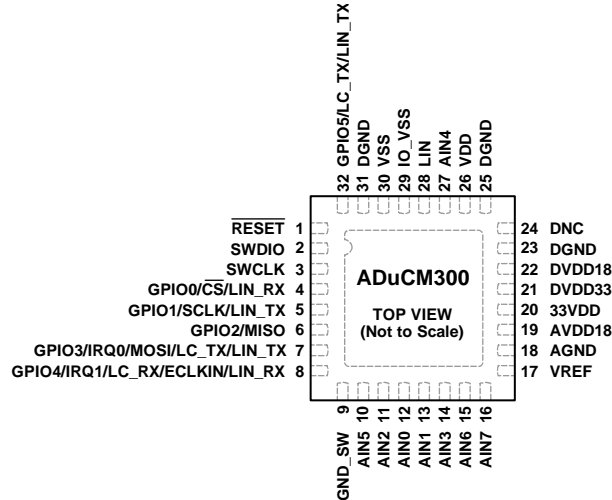 32 GPIO5/LC_TX/LIN_TX
31 DGND
30 VSS
29 IO_VSS
28 LIN
27 AIN4
26 VDD
25 DGND
RESET 1
SWDIO 2
SWCLK 3
GPIO0/CS/LIN_RX 4
GPIO1/SCLK/LIN_TX 5
GPIO2/MISO 6
GPIO3/IRQ0/MOSI/LC_TX/LIN_TX 7
GPIO4/IRQ1/LC_RX/ECLKIN/LIN_RX 8
ADuCM300
TOP VIEW
(Not to Scale)
24 DNC
23 DGND
22 DVDD18
21 DVDD33
20 33VDD
19 AVDD18
18 AGND
17 VREF
GND_SW 9
AIN5 10
AIN2 11
AIN0 12
AIN1 13
AIN3 14
AIN6 15
AIN7 16